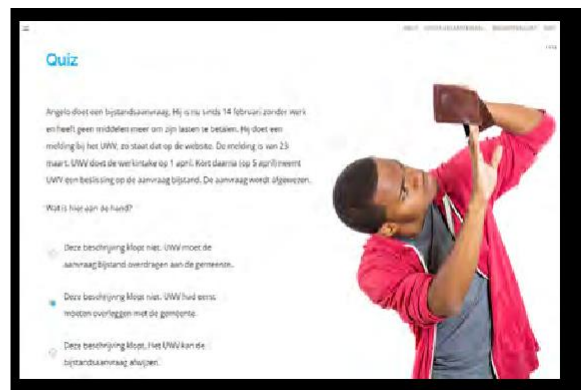 Quiz
Angelo doet een bijstandsaanvraag. Hij is nu sinds 14 februari zonder werk
en heeft geen middelen meer om zijn lasten te betalen. Hij doet een
melding bij het UWV, zo staat dat op de website. De melding is van 23
maart. UWV doet de werkintake op 1 april. Kort daarna (op 5 april) neemt
UWV een beslissing op de aanvraag bijstand. De aanvraag wordt afgewezen.
Wat is hier aan de hand?
Deze beschrijving klopt niet. UWV moet de
aanvraag bijstand overdragen aan de gemeente.
Deze beschrijving klopt niet. UWV had eerst
moeten overleggen met de gemeente.
Deze beschrijving klopt. Het UWV kan de
bijstandsaanvraag afwijzen.